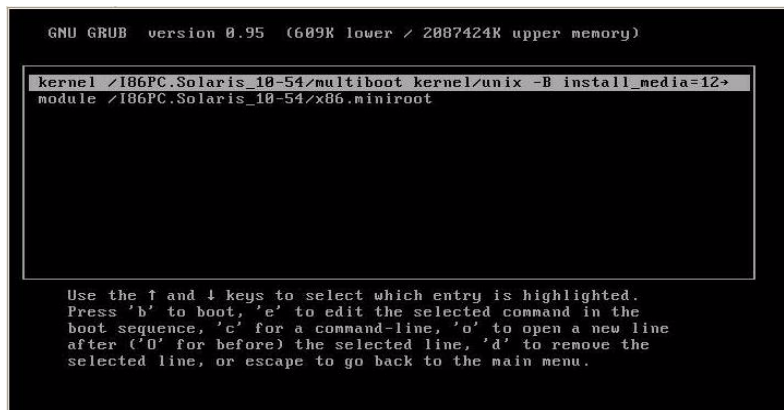 GNU GRUB version 0.95 (609K lower / 2087424K upper memory)
kernel /I86PC.Solaris_10-54/multiboot kernel/unix -B install_media=12→
module /I86PC.Solaris_10-54/x86.miniroot
Use the ↑ and ↓ keys to select which entry is highlighted.
Press 'b' to boot, 'e' to edit the selected command in the
boot sequence, 'c' for a command-line, 'o' to open a new line
after ('O' for before) the selected line, 'd' to remove the
selected line, or escape to go back to the main menu.